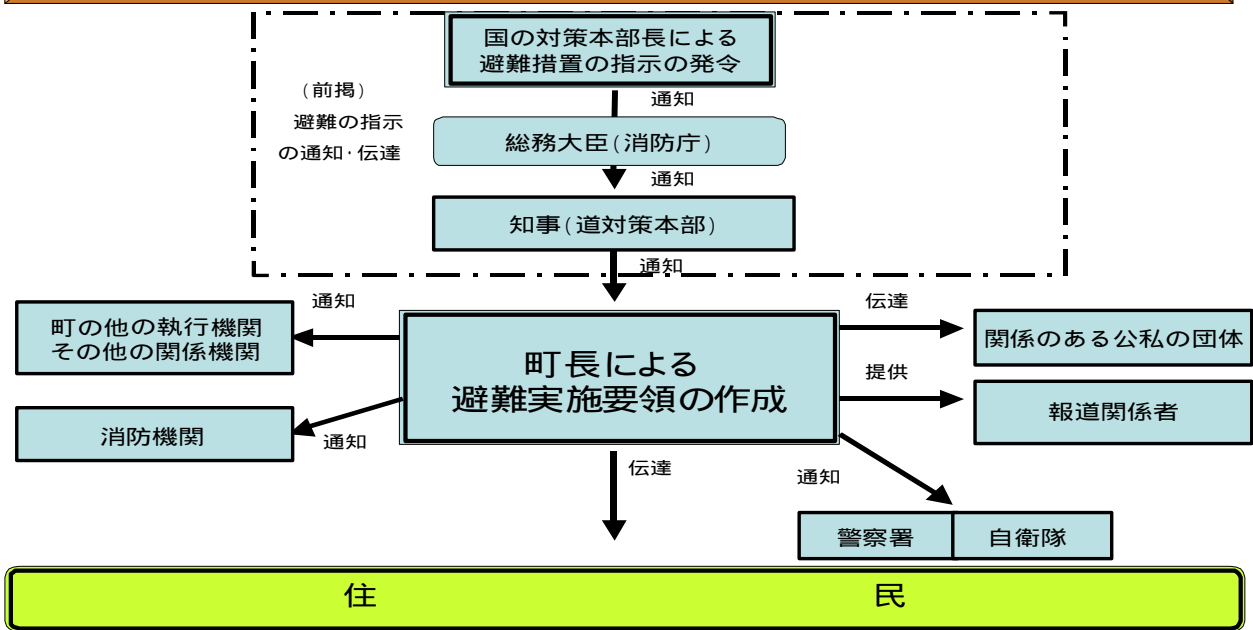 国の対策本部長による
避難措置の指示の発令
(前掲)
避難の指示
の通知・伝達
通知
総務大臣(消防庁)
通知
知事(道対策本部)
通知
通知
町の他の執行機関
その他の関係機関
消防機関
通知
町長による
避難実施要領の作成
伝達
関係のある公私の団体
提供
報道関係者
伝達
通知
警察署
自衛隊
住 民